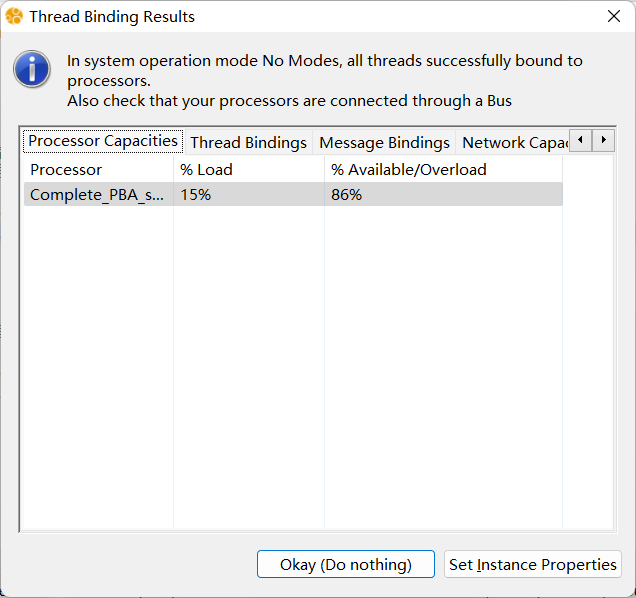 Thread Binding Results
In system operation mode No Modes, all threads successfully bound to
processors.
Also check that your processors are connected through a Bus
Processor Capacities Thread Bindings Message Bindings Network Capac
Processor % Load % Available/Overload
Complete_PBA_s... 15% 86%
Okay (Do nothing) Set Instance Properties